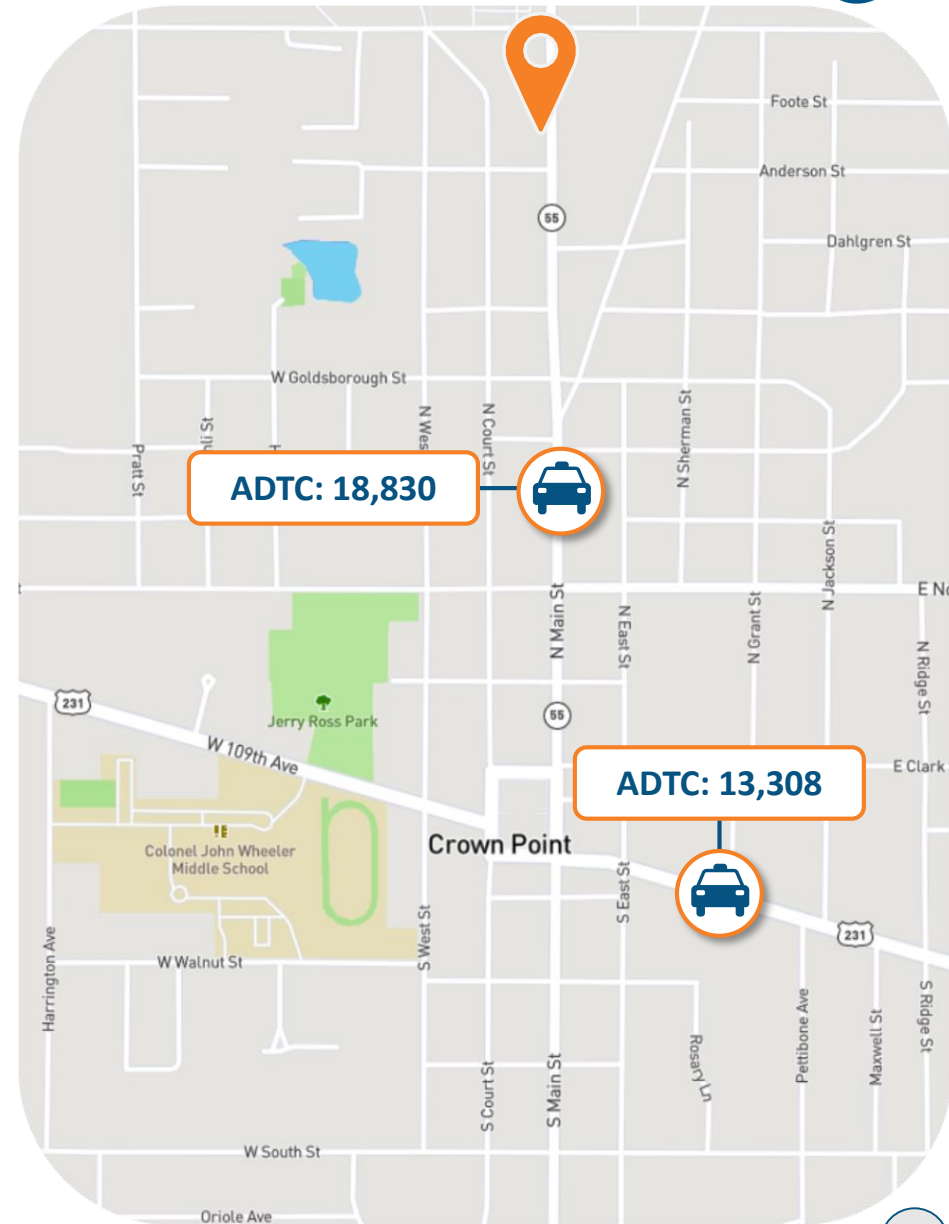 Foote St
Anderson St
55
Dahlgren St
W Goldsborough St
N Court St
N Sherman St
Pratt St
ADTC: 18,830
N Jackson St
N Main St
N East St
N Grant St
N Ridge St
231
Jerry Ross Park
55
W 109th Ave
E Clark
ADTC: 13,308
Crown Point
Colonel John Wheeler
Middle School
S East St
S West St
231
W Walnut St
Harrington Ave
S Ridge St
Pettibone Ave
Maxwell St
Rosary Ln
S Court St
S Main St
W South St
Oriole Ave